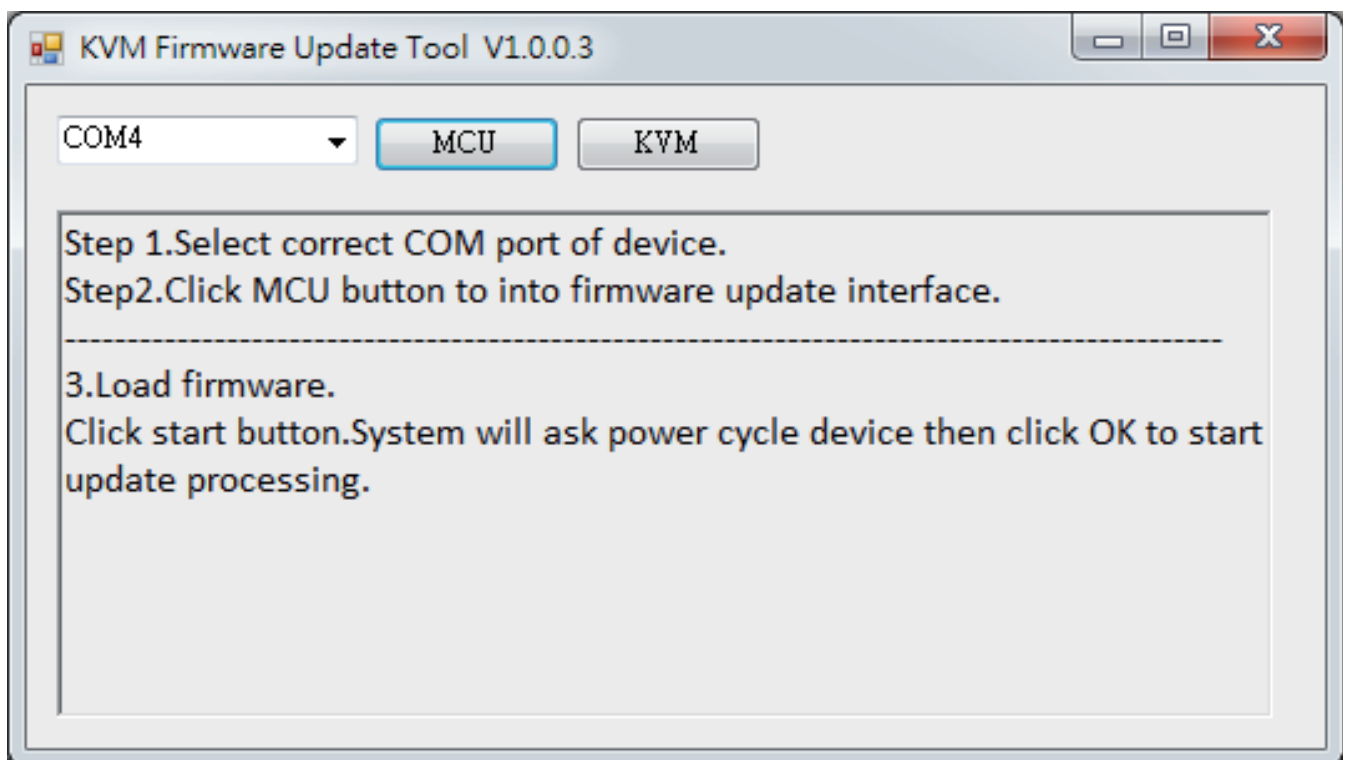 KVM Firmware Update Tool V1.0.0.3
COM4 MCU KVM
Step 1.Select correct COM port of device.
Step2.Click MCU button to into firmware update interface.
--------------------------------------------------------------------------------------------
3.Load firmware.
Click start button.System will ask power cycle device then click OK to start
update processing.